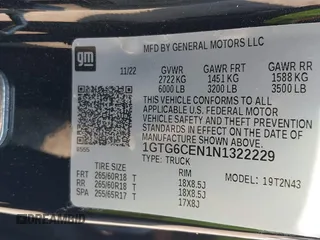 gm
MFD BY GENERAL MOTORS LLC
11/22 GVWR GAWR FRT GAWR RR
2722 KG 1451 KG 1588 KG
6000 LB 3200 LB 3500 LB
THIS VEHICLE CONFORMS TO ALL APPLICABLE
U.S. FEDERAL MOTOR
VEHICLE SAFETY AND THEFT
PREVENTION STANDARDS IN EFFECT ON THE DATE
OF MANUFACTURE SHOWN ABOVE.
1GTG6CEN1N1322229
TYPE: TRUCK MODEL: 19T2N43
TIRE SIZE RIM
FRT 265/60R18 T 18X8.5J
RR 265/60R18 T 18X8.5J
SPA 255/65R17 T 17X8J